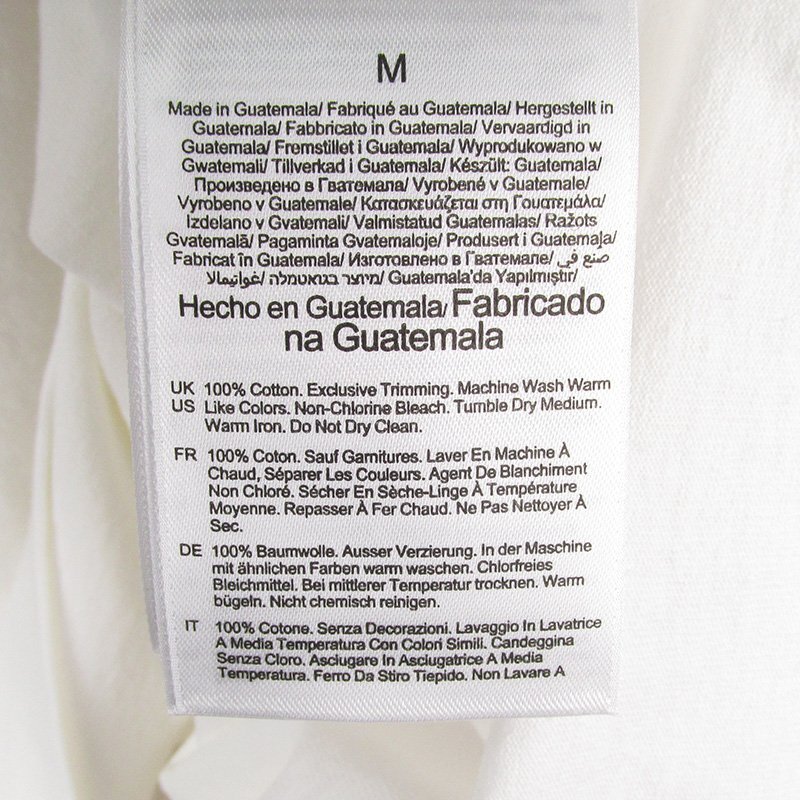 M
Made in Guatemala/ Fabriqué au Guatemala/ Hergestellt in
Guatemala/ Fabbricato in Guatemala/ Vervaardigd in
Guatemala/ Fremstillet i Guatemala/ Wyprodukowano w
Gwatemali/ Tillverkad i Guatemala/ Készült: Guatemala/
Произведено в Гватемала/ Vyrobené v Guatemale/
Vyrobeno v Guatemale/ Κατασκευάζεται στη Γουατεμάλα/
Izdelano v Gvatemali/ Valmistatud Guatemalas/ Ražots
Gvatemalā/ Pagaminta Gvatemaloje/ Produsert i Guatemala/
Fabricat în Guatemala/ Изготовлено в Гватемале/ صنع في
غواتيمالا/ מיוצר בגואטמלה/ Guatemala'da Yapılmıştır/
Hecho en Guatemala/ Fabricado
na Guatemala
UK 100% Cotton. Exclusive Trimming. Machine Wash Warm
US Like Colors. Non-Chlorine Bleach. Tumble Dry Medium.
Warm Iron. Do Not Dry Clean.
FR 100% Coton. Sauf Garnitures. Laver En Machine À
Chaud, Séparer Les Couleurs. Agent De Blanchiment
Non Chloré. Sécher En Sèche-Linge À Température
Moyenne. Repasser À Fer Chaud. Ne Pas Nettoyer À
Sec.
DE 100% Baumwolle. Ausser Verzierung. In der Maschine
mit ähnlichen Farben warm waschen. Chlorfreies
Bleichmittel. Bei mittlerer Temperatur trocknen. Warm
bügeln. Nicht chemisch reinigen.
IT 100% Cotone. Senza Decorazioni. Lavaggio In Lavatrice
A Media Temperatura Con Colori Simili. Candeggina
Senza Cloro. Asciugare In Asciugatrice A Media
Temperatura. Ferro Da Stiro Tiepido. Non Lavare A